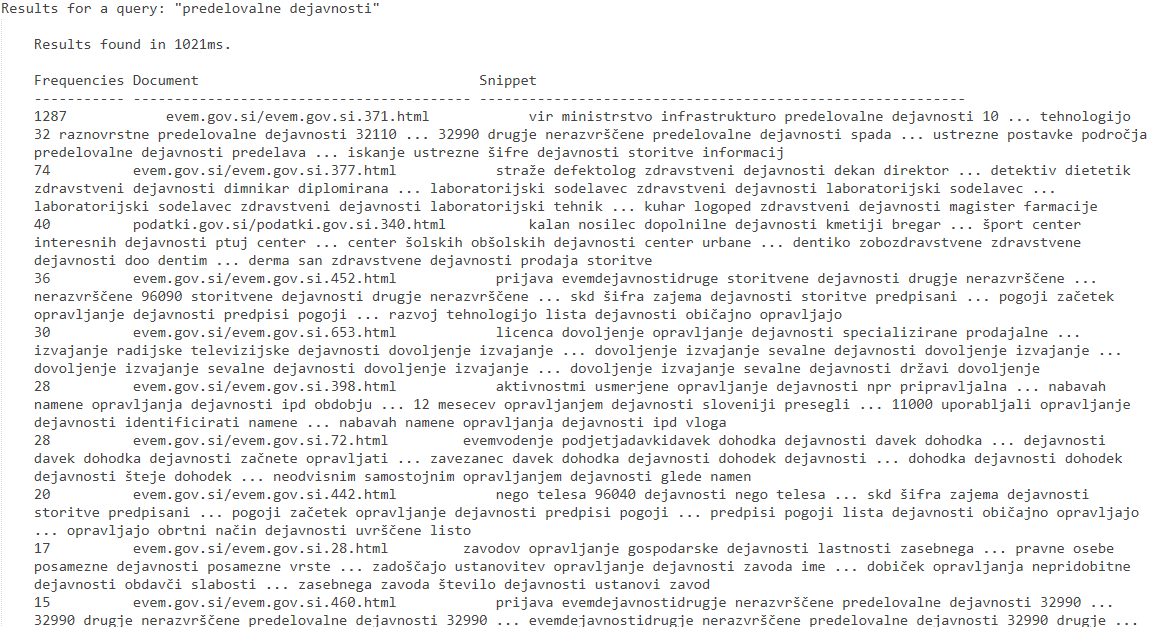 Results for a query: "predelovalne dejavnosti"
Results found in 1021ms.
Frequencies Document Snippet
----------- ----------------------------------------- -----------------------------------------------------------
1287 evem.gov.si/evem.gov.si.371.html vir ministrstvo infrastrukturo predelovalne dejavnosti 10 ... tehnologijo
32 raznovrstne predelovalne dejavnosti 32110 ... 32990 drugje nerazvrščene predelovalne dejavnosti spada ... ustrezne postavke področja
predelovalne dejavnosti predelava ... iskanje ustrezne šifre dejavnosti storitve informacij
74 evem.gov.si/evem.gov.si.377.html straže defektolog zdravstveni dejavnosti dekan direktor ... detektiv dietetik
zdravstveni dejavnosti dimnikar diplomirana ... laboratorijski sodelavec zdravstveni dejavnosti laboratorijski sodelavec ...
laboratorijski sodelavec zdravstveni dejavnosti laboratorijski tehnik ... kuhar logoped zdravstveni dejavnosti magister farmacije
40 podatki.gov.si/podatki.gov.si.340.html kalan nosilec dopolnilne dejavnosti kmetiji bregar ... šport center
interesnih dejavnosti ptuj center ... center šolskih obšolskih dejavnosti center urbane ... dentiko zobozdravstvene zdravstvene
dejavnosti doo dentim ... derma san zdravstvene dejavnosti prodaja storitve
36 evem.gov.si/evem.gov.si.452.html prijava evemdejavnostidruge storitvene dejavnosti drugje nerazvrščene ...
nerazvrščene 96090 storitvene dejavnosti drugje nerazvrščene ... skd šifra zajema dejavnosti storitve predpisani ... pogoji začetek
opravljanje dejavnosti predpisi pogoji ... razvoj tehnologijo lista dejavnosti običajno opravljajo
30 evem.gov.si/evem.gov.si.653.html licenca dovoljenje opravljanje dejavnosti specializirane prodajalne ...
izvajanje radijske televizijske dejavnosti dovoljenje izvajanje ... dovoljenje izvajanje sevalne dejavnosti dovoljenje izvajanje ...
dovoljenje izvajanje sevalne dejavnosti dovoljenje izvajanje ... dovoljenje izvajanje sevalne dejavnosti državi dovoljenje
28 evem.gov.si/evem.gov.si.398.html aktivnostmi usmerjene opravljanje dejavnosti npr pripravljalna ... nabavah
namene opravljanja dejavnosti ipd obdobju ... 12 mesecev opravljanjem dejavnosti sloveniji presegli ... 11000 uporabljali opravljanje
dejavnosti identificirati namene ... nabavah namene opravljanja dejavnosti ipd vloga
28 evem.gov.si/evem.gov.si.72.html evemvodenje podjetjadavkidavek dohodka dejavnosti davek dohodka ... dejavnosti
davek dohodka dejavnosti začnete opravljati ... zavezanec davek dohodka dejavnosti dohodek dejavnosti ... dohodka dejavnosti dohodek
dejavnosti šteje dohodek ... neodvisnim samostojnim opravljanjem dejavnosti glede namen
20 evem.gov.si/evem.gov.si.442.html nego telesa 96040 dejavnosti nego telesa ... skd šifra zajema dejavnosti
storitve predpisani ... pogoji začetek opravljanje dejavnosti predpisi pogoji ... predpisi pogoji lista dejavnosti običajno opravljajo
... opravljajo obrtni način dejavnosti uvrščene listo
17 evem.gov.si/evem.gov.si.28.html zavodov opravljanje gospodarske dejavnosti lastnosti zasebnega ... pravne osebe
posamezne dejavnosti posamezne vrste ... zadoščajo ustanovitev opravljanje dejavnosti zavoda ime ... dobiček opravljanja nepridobitne
dejavnosti obdavči slabosti ... zasebnega zavoda število dejavnosti ustanovi zavod
15 evem.gov.si/evem.gov.si.460.html prijava evemdejavnostidrugje nerazvrščene predelovalne dejavnosti 32990 ...
32990 drugje nerazvrščene predelovalne dejavnosti 32990 ... evemdejavnostidrugje nerazvrščene predelovalne dejavnosti 32990 drugje ...